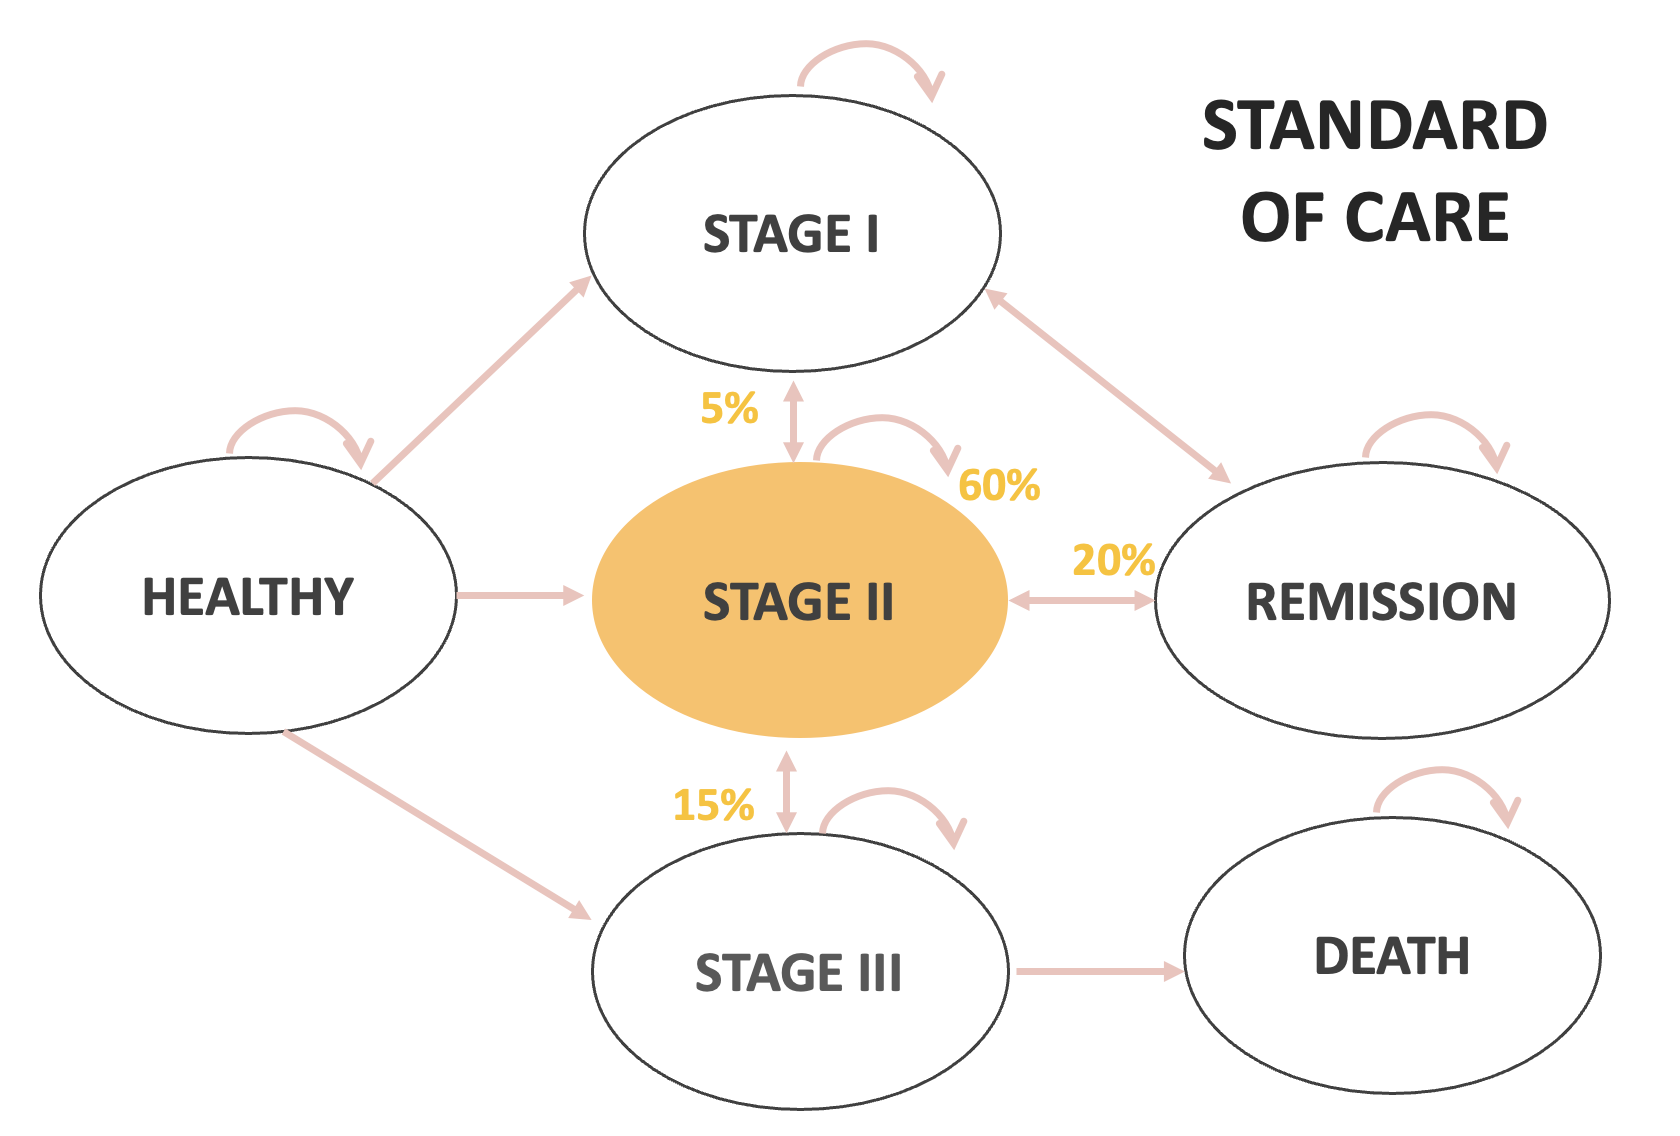 STANDARD
OF CARE
STAGE I
5%
60%
20%
HEALTHY
STAGE II
REMISSION
15%
STAGE III
DEATH